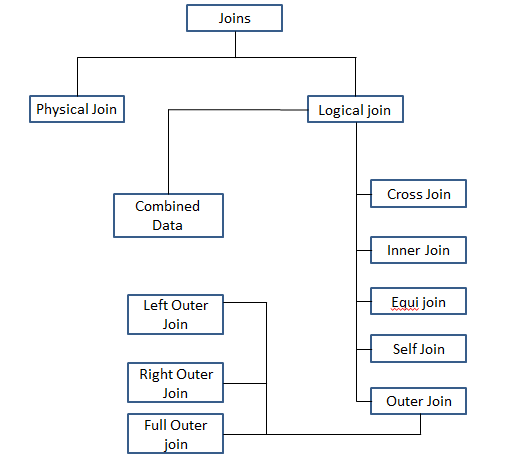 Joins
Physical Join
Logical join
Combined
Data
Cross Join
Inner Join
Equi join
Self Join
Outer Join
Left Outer
Join
Right Outer
Join
Full Outer
join